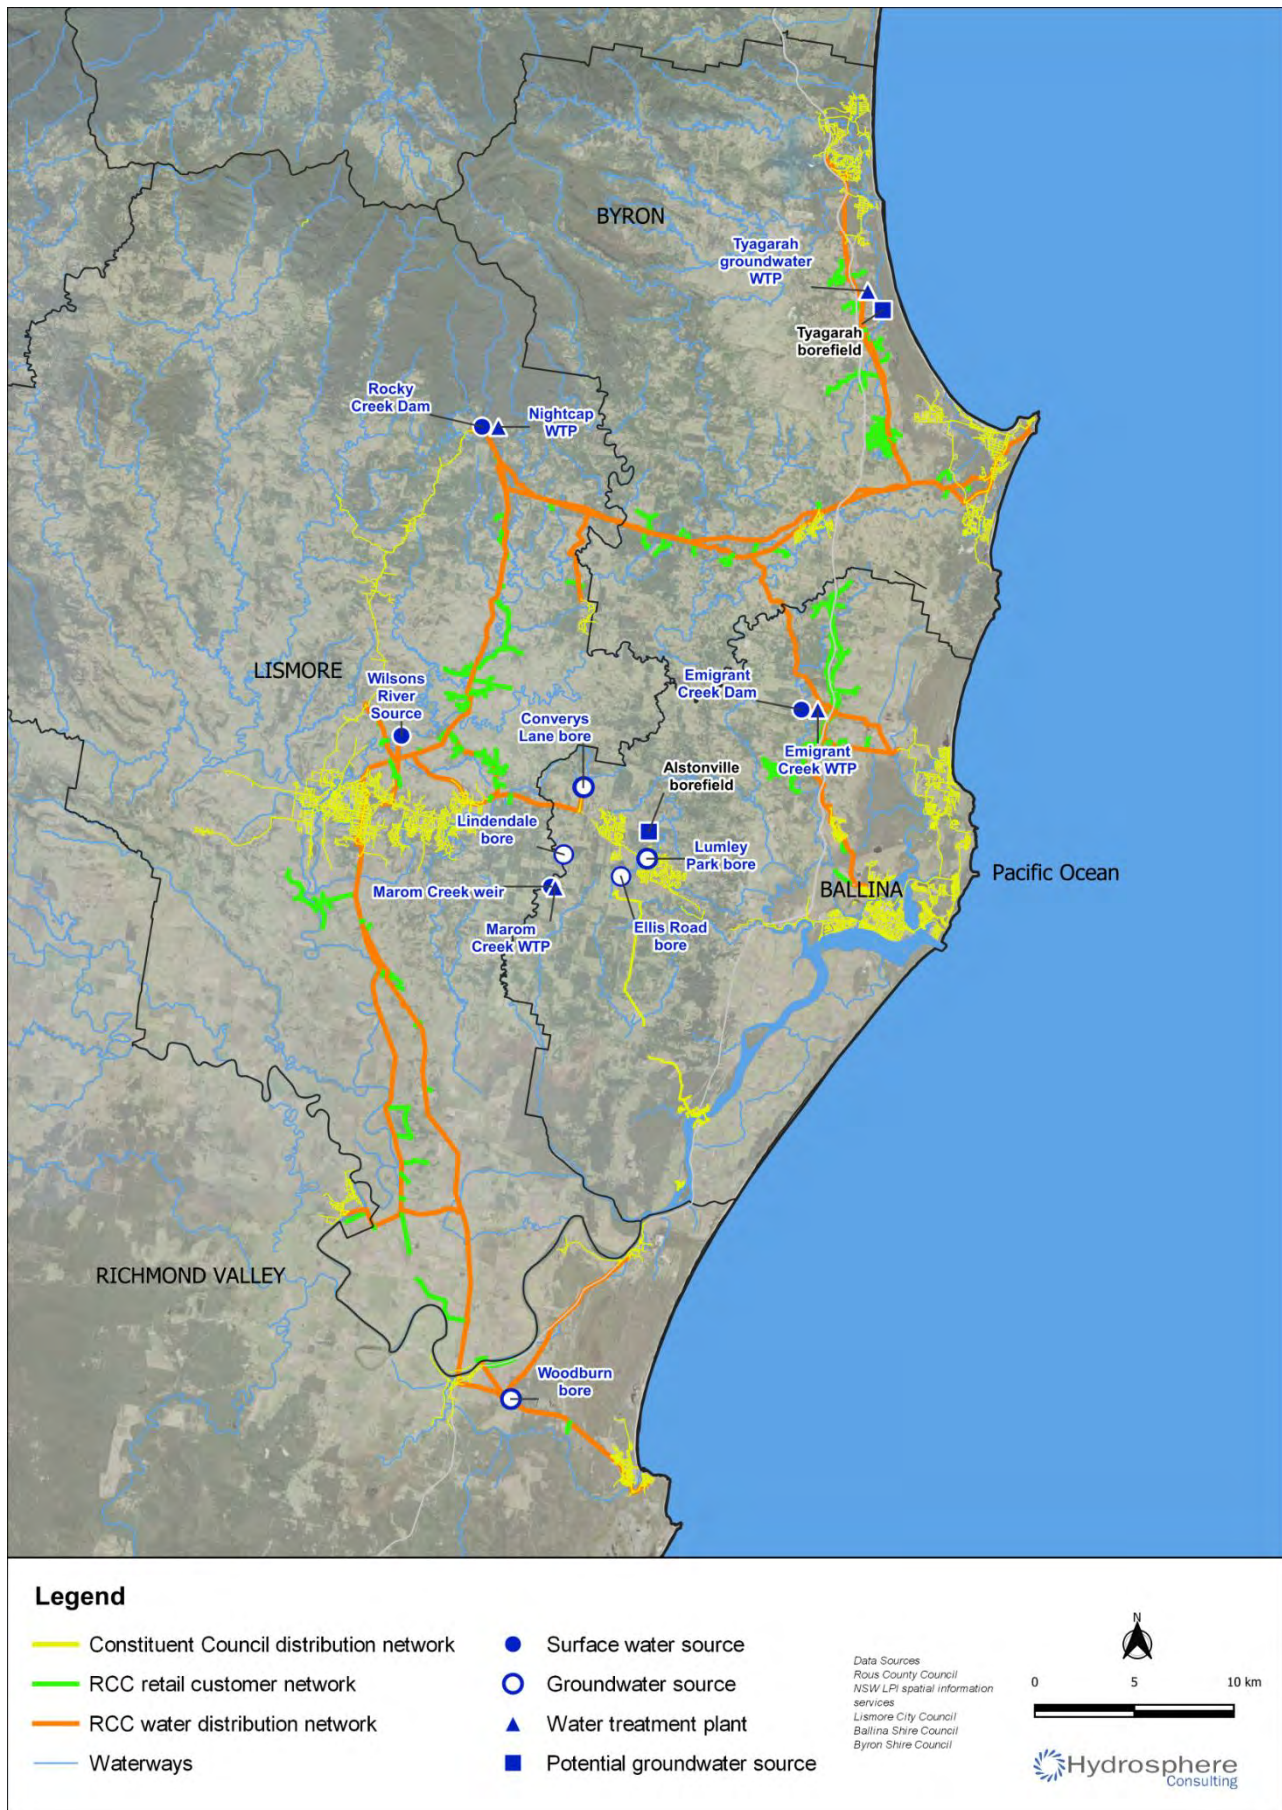 BYRON
Tyagarah
groundwater
WTP
Tyagarah
borefield
Rocky
Creek Dam
Nightcap
WTP
LISMORE
Wilsons
River
Source
Converys
Lane bore
Emigrant
Creek Dam
Emigrant
Creek WTP
Alstonville
borefield
Lindendale
bore
Lumley
Park bore
Marom Creek weir
BALLINA
Pacific Ocean
Marom
Creek WTP
Ellis Road
bore
RICHMOND VALLEY
Woodburn
bore
Legend
Constituent Council distribution network
RCC retail customer network
RCC water distribution network
Waterways
Surface water source
Groundwater source
Water treatment plant
Potential groundwater source
Data Sources
Rous County Council
NSW LPI spatial information
services
Lismore City Council
Ballina Shire Council
Byron Shire Council
N
0 5 10 km
Hydrosphere
Consulting